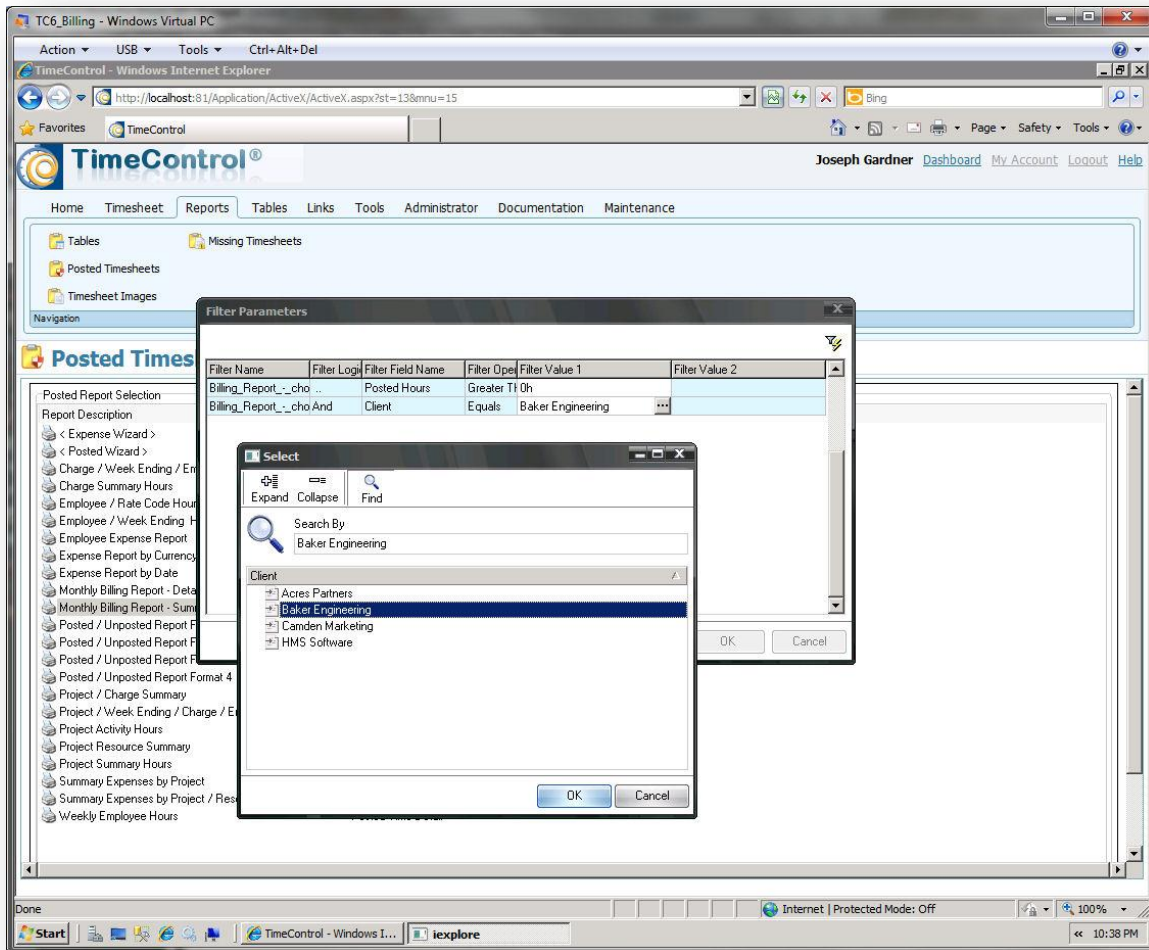 TC6_Billing - Windows Virtual PC
Action USB Tools Ctrl+Alt+Del
TimeControl - Windows Internet Explorer
http://localhost:81/Application/ActiveX/ActiveX.aspx?st=13&mnu=15 Bing
Favorites TimeControl Page Safety Tools
TimeControl® Joseph Gardner Dashboard My Account Logout Help
Home Timesheet Reports Tables Links Tools Administrator Documentation Maintenance
Tables Missing Timesheets
Posted Timesheets
Timesheet Images
Navigation
Posted Times
Filter Parameters
Filter Name Filter Logi Filter Field Name Filter Oper Filter Value 1 Filter Value 2
Billing_Report_-_cho .. Posted Hours Greater Th 0h
Billing_Report_-_cho And Client Equals Baker Engineering ...
OK Cancel
Posted Report Selection
Report Description
< Expense Wizard >
< Posted Wizard >
Charge / Week Ending / Em
Charge Summary Hours
Employee / Rate Code Hour
Employee / Week Ending H
Employee Expense Report
Expense Report by Currency
Expense Report by Date
Monthly Billing Report - Deta
Monthly Billing Report - Summ
Posted / Unposted Report F
Posted / Unposted Report F
Posted / Unposted Report F
Posted / Unposted Report Format 4
Project / Charge Summary
Project / Week Ending / Charge / E
Project Activity Hours
Project Resource Summary
Project Summary Hours
Summary Expenses by Project
Summary Expenses by Project / Res
Weekly Employee Hours
Select
Expand Collapse Find
Search By
Baker Engineering
Client
Acres Partners
Baker Engineering
Camden Marketing
HMS Software
OK Cancel
Done Internet | Protected Mode: Off 100%
Start TimeControl - Windows I... iexplore 10:38 PM